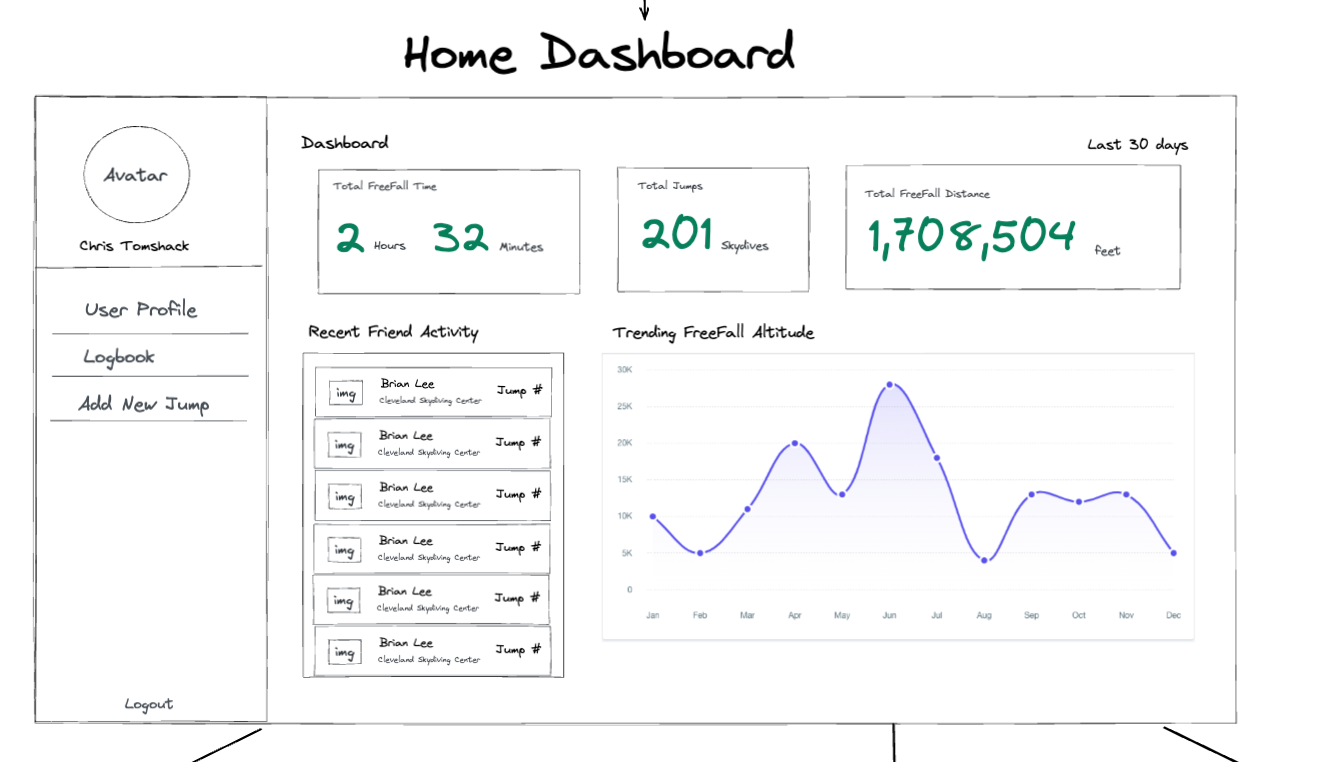 Home Dashboard
Avatar
Chris Tomshack
User Profile
Logbook
Add New Jump
Logout
Dashboard
Last 30 days
Total FreeFall Time
2 Hours 32 Minutes
Total Jumps
201 Skydives
Total FreeFall Distance
1,708,504 feet
Recent Friend Activity
img
Brian Lee
Cleveland Skydiving Center
Jump #
img
Brian Lee
Cleveland Skydiving Center
Jump #
img
Brian Lee
Cleveland Skydiving Center
Jump #
img
Brian Lee
Cleveland Skydiving Center
Jump #
img
Brian Lee
Cleveland Skydiving Center
Jump #
img
Brian Lee
Cleveland Skydiving Center
Jump #
Trending FreeFall Altitude
30K
25K
20K
15K
10K
5K
0
Jan Feb Mar Apr May Jun Jul Aug Sep Oct Nov Dec